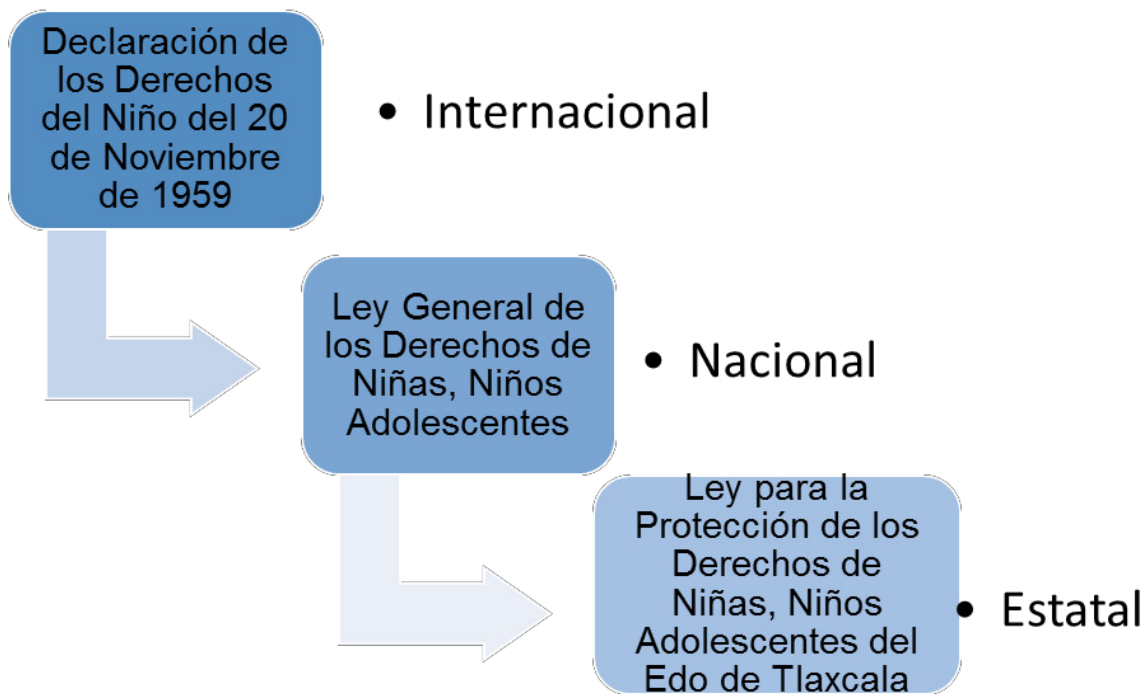 Declaración de
los Derechos
del Niño del 20
de Noviembre
de 1959
• Internacional
Ley General de
los Derechos de
Niñas, Niños
Adolescentes
• Nacional
Ley para la
Protección de los
Derechos de
Niñas, Niños
Adolescentes del
Edo de Tlaxcala
• Estatal